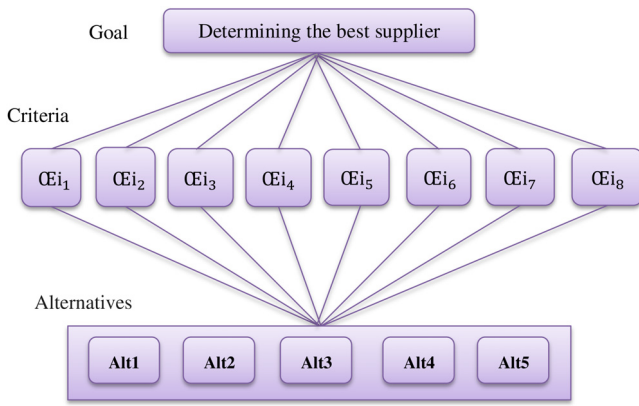 Goal
Determining the best supplier
Criteria
Œi₁ Œi₂ Œi₃ Œi₄ Œi₅ Œi₆ Œi₇ Œi₈
Alternatives
Alt1 Alt2 Alt3 Alt4 Alt5